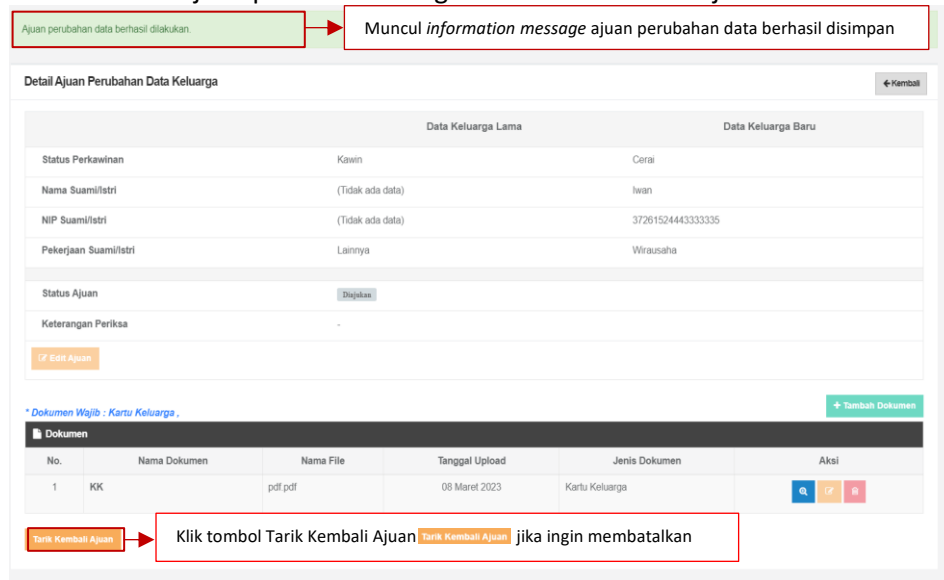 Ajuan perubahan data berhasil dilakukan.
Muncul information message ajuan perubahan data berhasil disimpan
Detail Ajuan Perubahan Data Keluarga
Kembali
Data Keluarga Lama Data Keluarga Baru
Status Perkawinan Kawin Cerai
Nama Suami/Istri (Tidak ada data) Iwan
NIP Suami/Istri (Tidak ada data) 37261524443333335
Pekerjaan Suami/Istri Lainnya Wirausaha
Status Ajuan Diajukan
Keterangan Periksa -
Edit Ajuan
* Dokumen Wajib : Kartu Keluarga ,
+ Tambah Dokumen
Dokumen
No. Nama Dokumen Nama File Tanggal Upload Jenis Dokumen Aksi
1 KK pdf.pdf 08 Maret 2023 Kartu Keluarga
Tarik Kembali Ajuan
Klik tombol Tarik Kembali Ajuan Tarik Kembali Ajuan jika ingin membatalkan